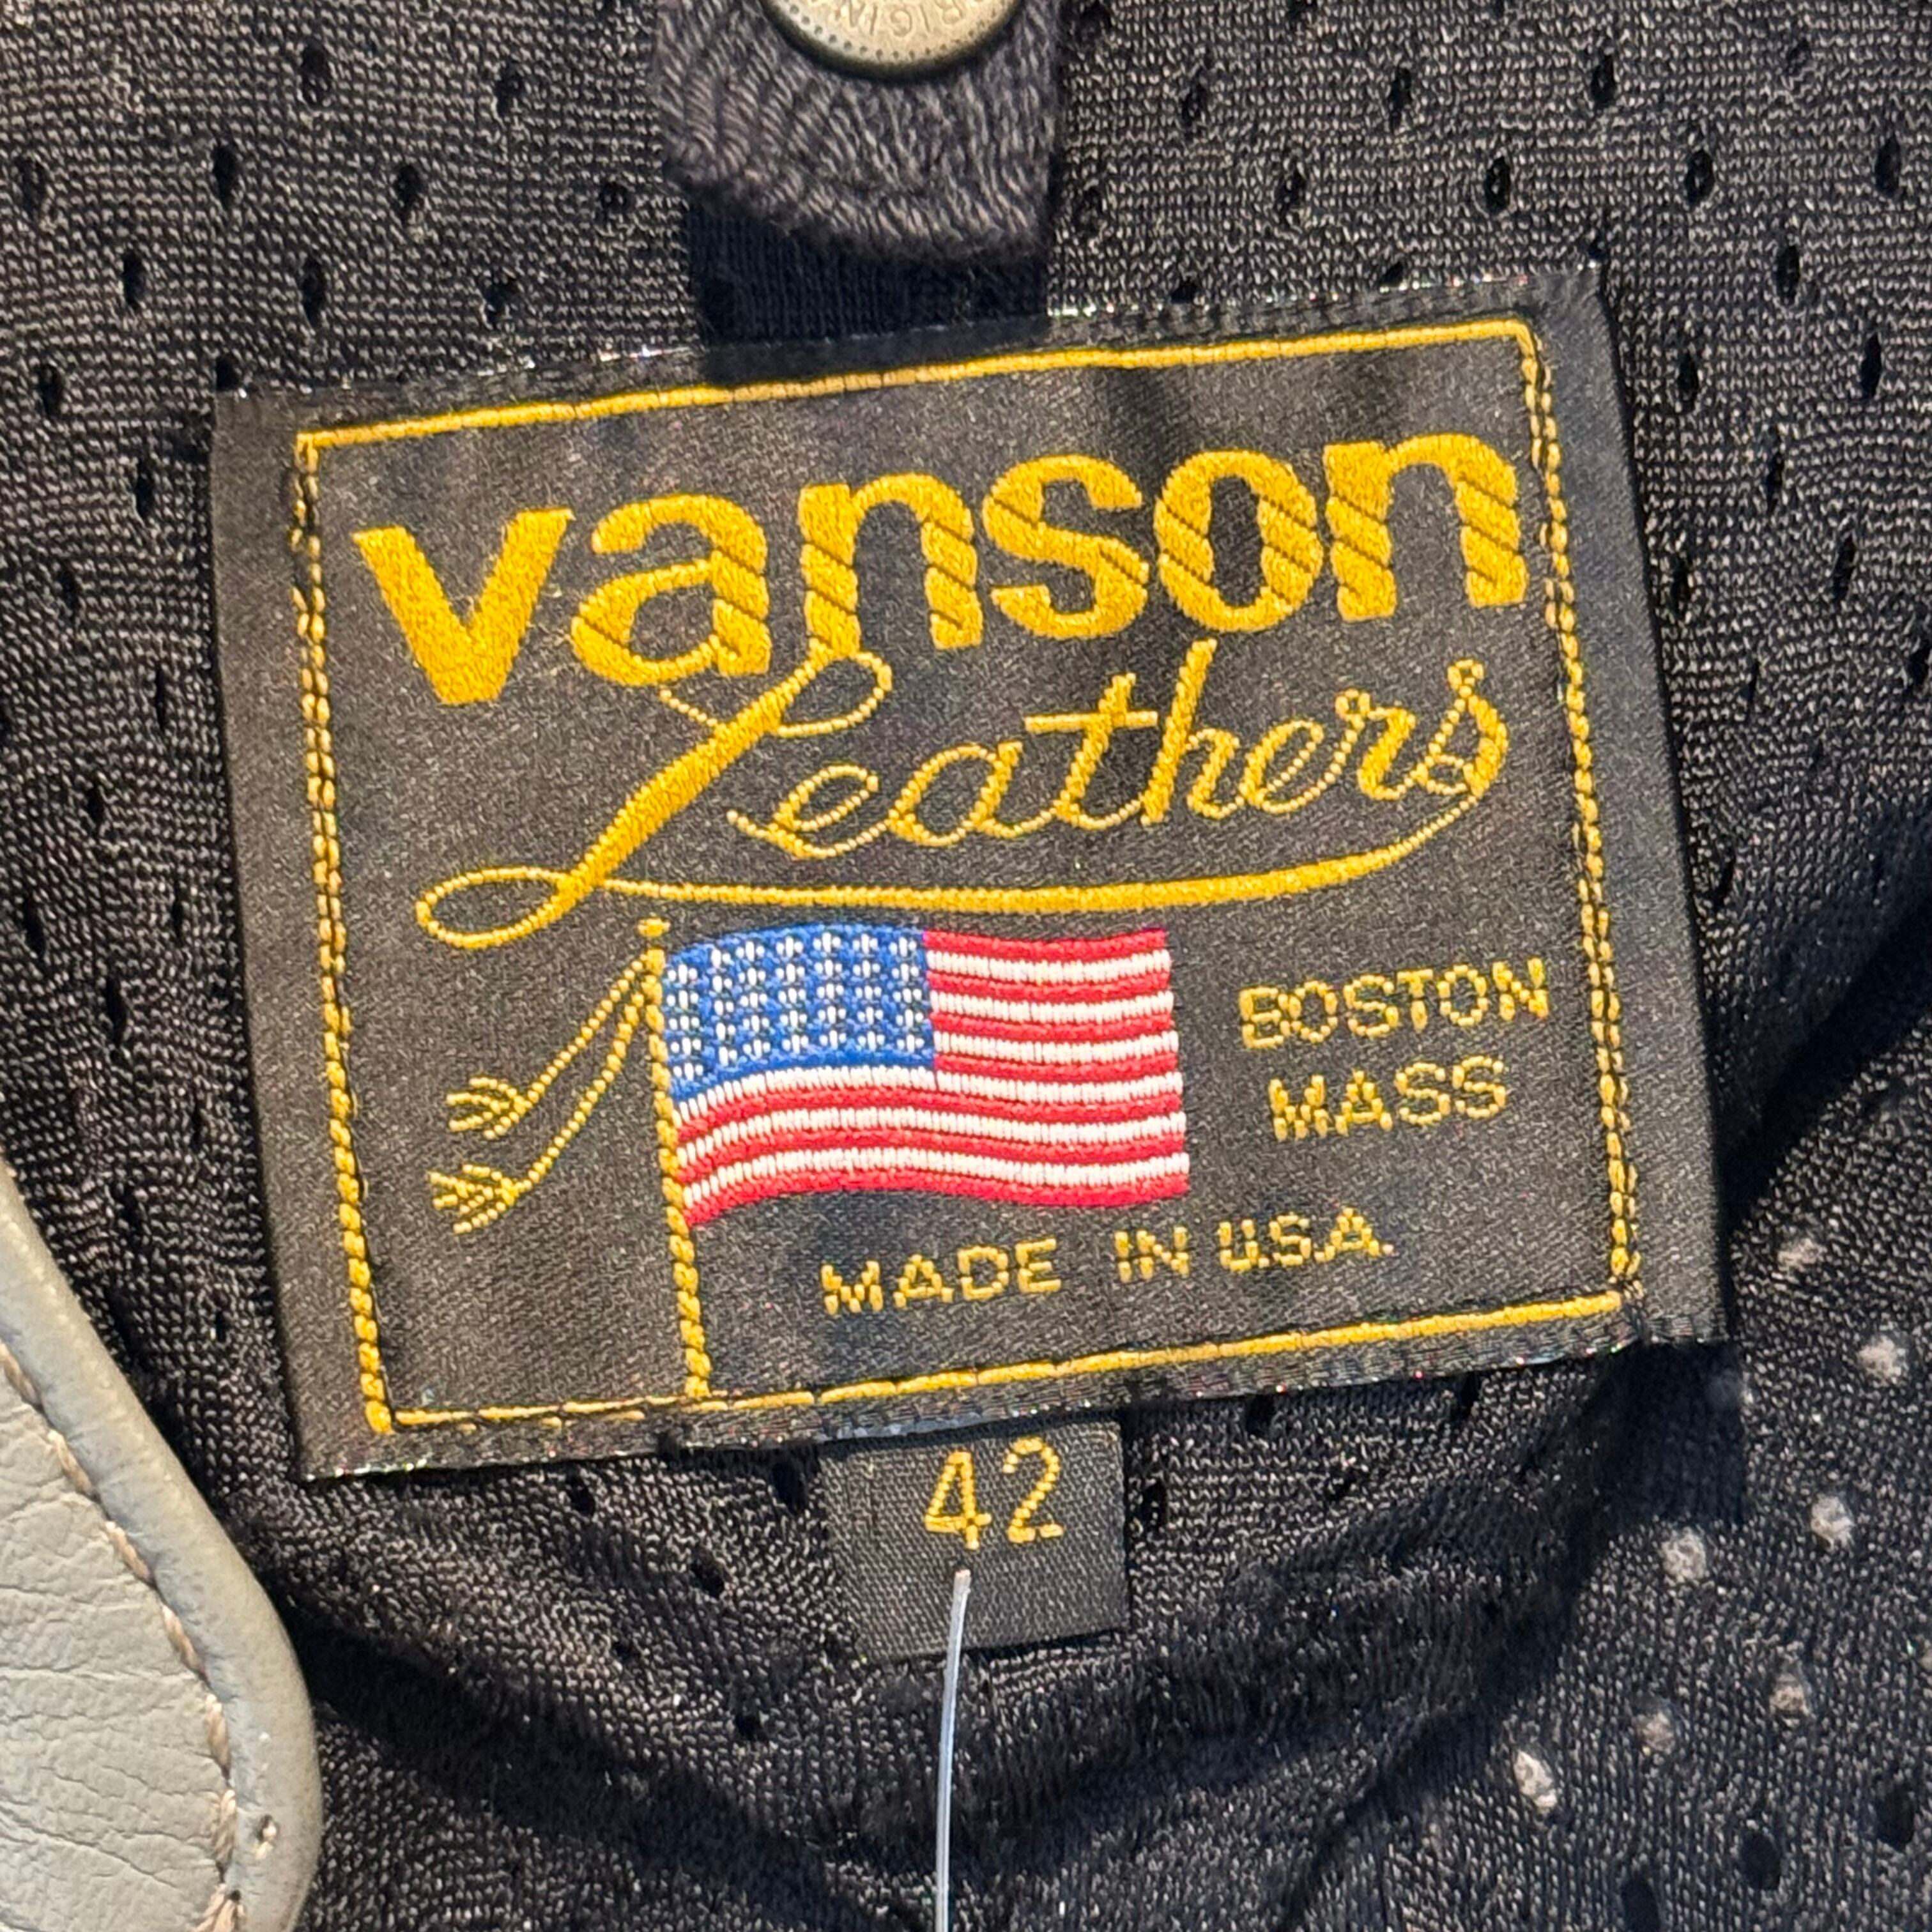 vanson
Leathers
BOSTON
MASS
MADE IN U.S.A.
42